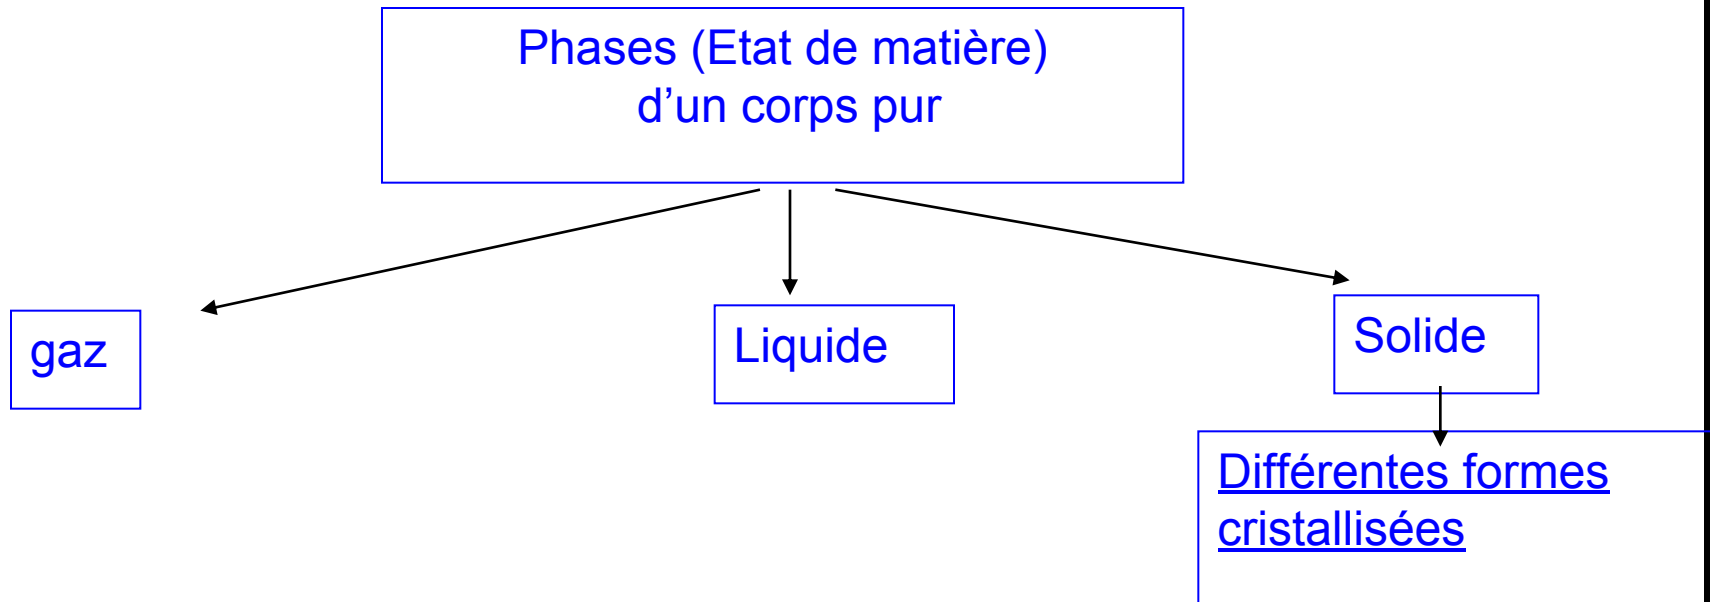 Phases (Etat de matière)
d’un corps pur
gaz
Liquide
Solide
Différentes formes
cristallisées